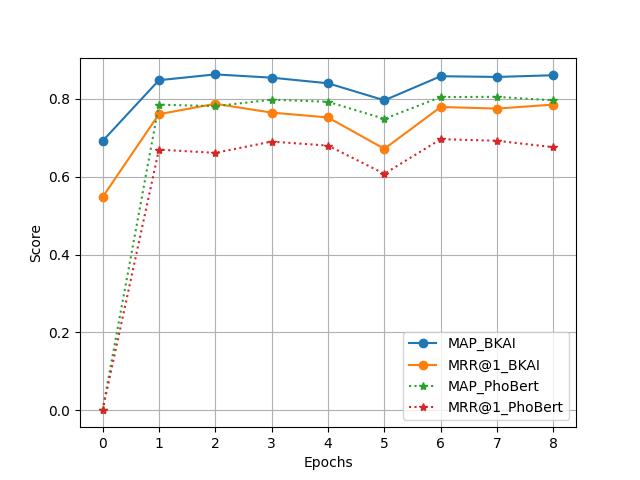 Score
0.8
0.6
0.4
0.2
0.0
0 1 2 3 4 5 6 7 8
Epochs
MAP_BKAI
MRR@1_BKAI
MAP_PhoBert
MRR@1_PhoBert